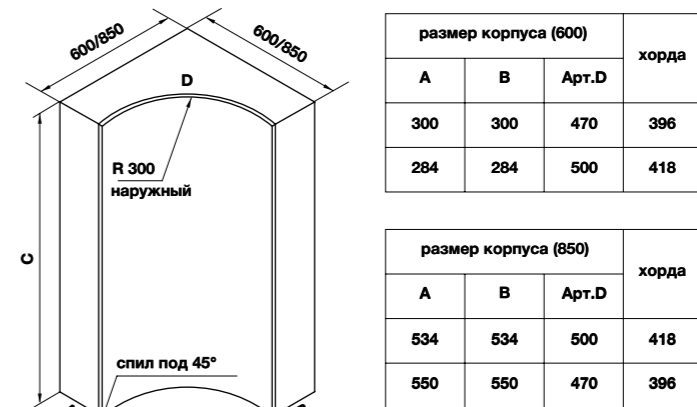 600/850
600/850
D
R 300
наружный
C
спил под 45°
размер корпуса (600) хорда
A B Арт.D
300 300 470 396
284 284 500 418
размер корпуса (850) хорда
A B Арт.D
534 534 500 418
550 550 470 396